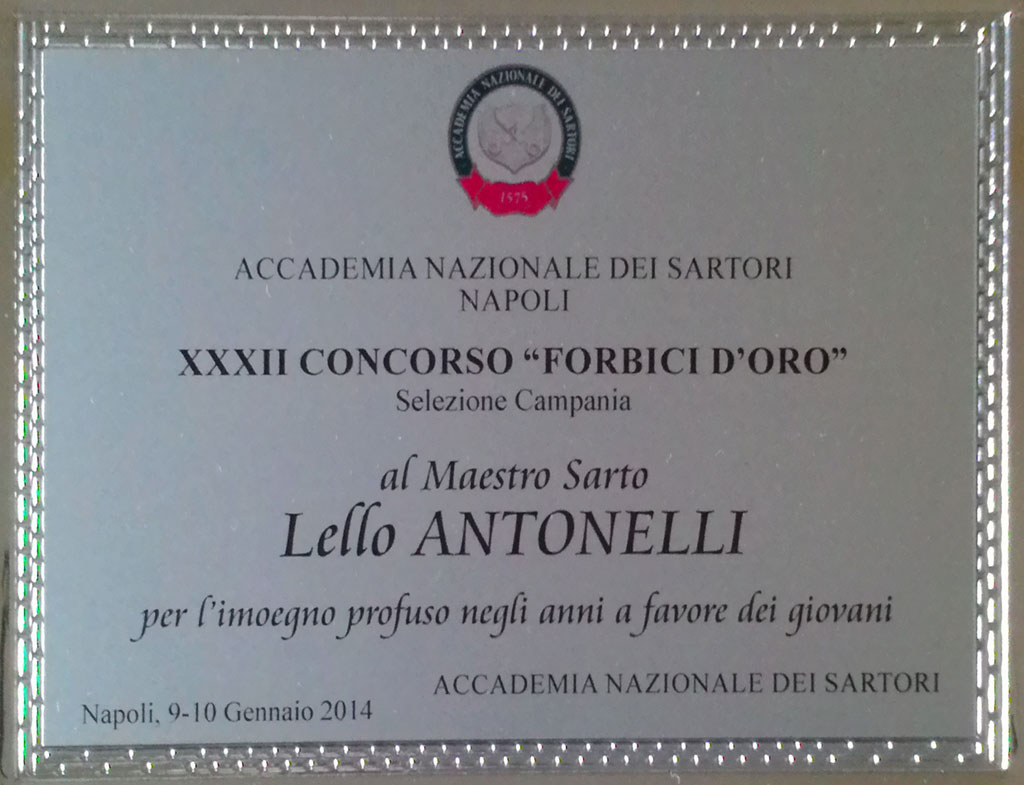 ACCADEMIA NAZIONALE DEI SARTORI
1575
ACCADEMIA NAZIONALE DEI SARTORI
NAPOLI
XXXII CONCORSO “FORBICI D’ORO”
Selezione Campania
al Maestro Sarto
Lello ANTONELLI
per l’imoegno profuso negli anni a favore dei giovani
ACCADEMIA NAZIONALE DEI SARTORI
Napoli, 9-10 Gennaio 2014